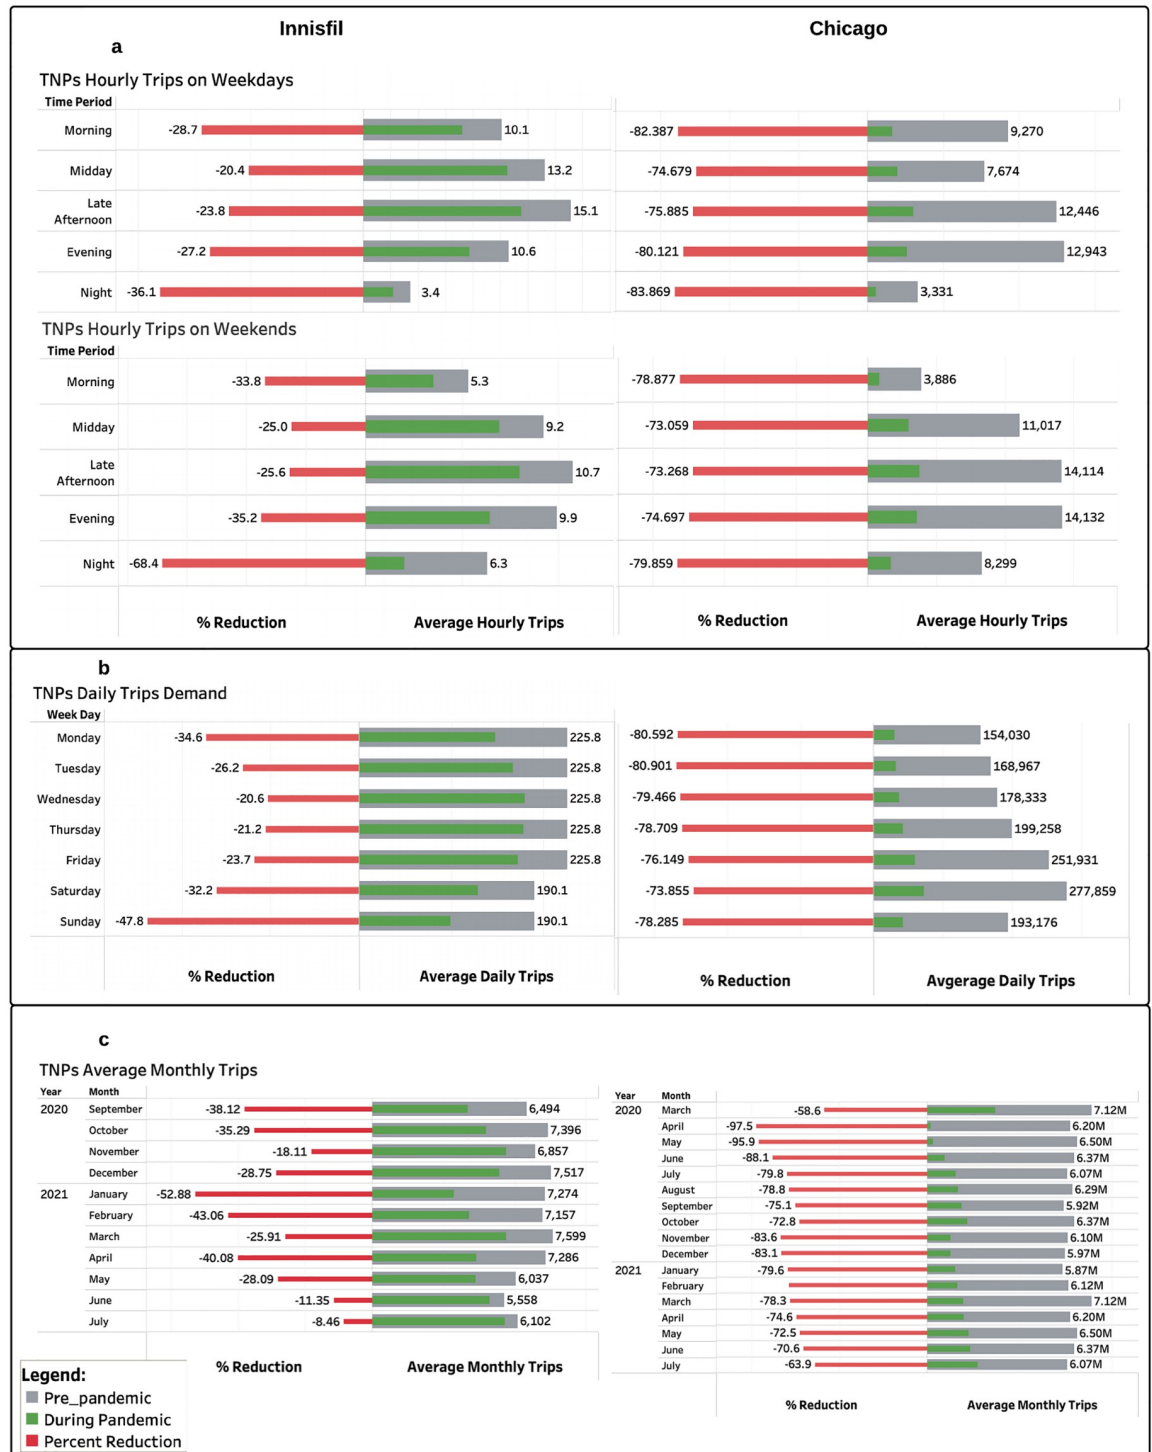 Innisfil Chicago
a
TNPs Hourly Trips on Weekdays
Time Period
Morning -28.7 10.1 -82.387 9,270
Midday -20.4 13.2 -74.679 7,674
Late
Afternoon -23.8 15.1 -75.885 12,446
Evening -27.2 10.6 -80.121 12,943
Night -36.1 3.4 -83.869 3,331
TNPs Hourly Trips on Weekends
Time Period
Morning -33.8 5.3 -78.877 3,886
Midday -25.0 9.2 -73.059 11,017
Late
Afternoon -25.6 10.7 -73.268 14,114
Evening -35.2 9.9 -74.697 14,132
Night -68.4 6.3 -79.859 8,299
% Reduction Average Hourly Trips % Reduction Average Hourly Trips
b
TNPs Daily Trips Demand
Week Day
Monday -34.6 225.8 -80.592 154,030
Tuesday -26.2 225.8 -80.901 168,967
Wednesday -20.6 225.8 -79.466 178,333
Thursday -21.2 225.8 -78.709 199,258
Friday -23.7 225.8 -76.149 251,931
Saturday -32.2 190.1 -73.855 277,859
Sunday -47.8 190.1 -78.285 193,176
% Reduction Average Daily Trips % Reduction Avgerage Daily Trips
c
TNPs Average Monthly Trips
Year Month
2020 September -38.12 6,494
October -35.29 7,396
November -18.11 6,857
December -28.75 7,517
2021 January -52.88 7,274
February -43.06 7,157
March -25.91 7,599
April -40.08 7,286
May -28.09 6,037
June -11.35 5,558
July -8.46 6,102
% Reduction Average Monthly Trips
Year Month
2020 March -58.6 7.12M
April -97.5 6.20M
May -95.9 6.50M
June -88.1 6.37M
July -79.8 6.07M
August -78.8 6.29M
September -75.1 5.92M
October -72.8 6.37M
November -83.6 6.10M
December -83.1 5.97M
2021 January -79.6 5.87M
February 6.12M
March -78.3 7.12M
April -74.6 6.20M
May -72.5 6.50M
June -70.6 6.37M
July -63.9 6.07M
% Reduction Average Monthly Trips
Legend:
Pre_pandemic
During Pandemic
Percent Reduction